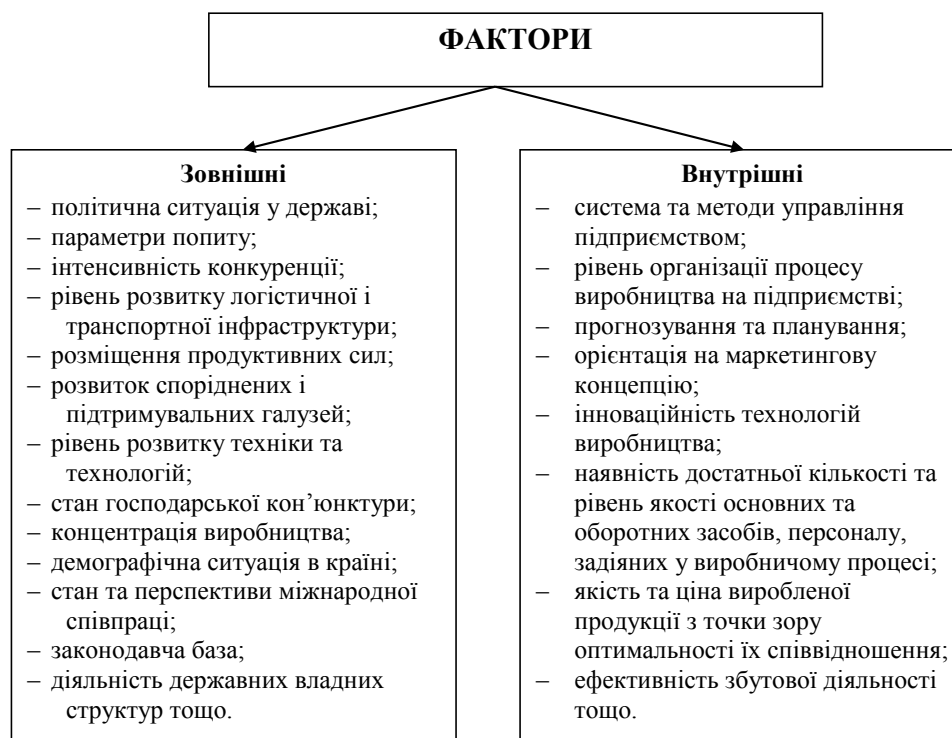 ФАКТОРИ
Зовнішні
– політична ситуація у державі;
– параметри попиту;
– інтенсивність конкуренції;
– рівень розвитку логістичної і
транспортної інфраструктури;
– розміщення продуктивних сил;
– розвиток споріднених і
підтримувальних галузей;
– рівень розвитку техніки та
технологій;
– стан господарської кон’юнктури;
– концентрація виробництва;
– демографічна ситуація в країні;
– стан та перспективи міжнародної
співпраці;
– законодавча база;
– діяльність державних владних
структур тощо.
Внутрішні
– система та методи управління
підприємством;
– рівень організації процесу
виробництва на підприємстві;
– прогнозування та планування;
– орієнтація на маркетингову
концепцію;
– інноваційність технологій
виробництва;
– наявність достатньої кількості та
рівень якості основних та
оборотних засобів, персоналу,
задіяних у виробничому процесі;
– якість та ціна виробленої
продукції з точки зору
оптимальності їх співвідношення;
– ефективність збутової діяльності
тощо.